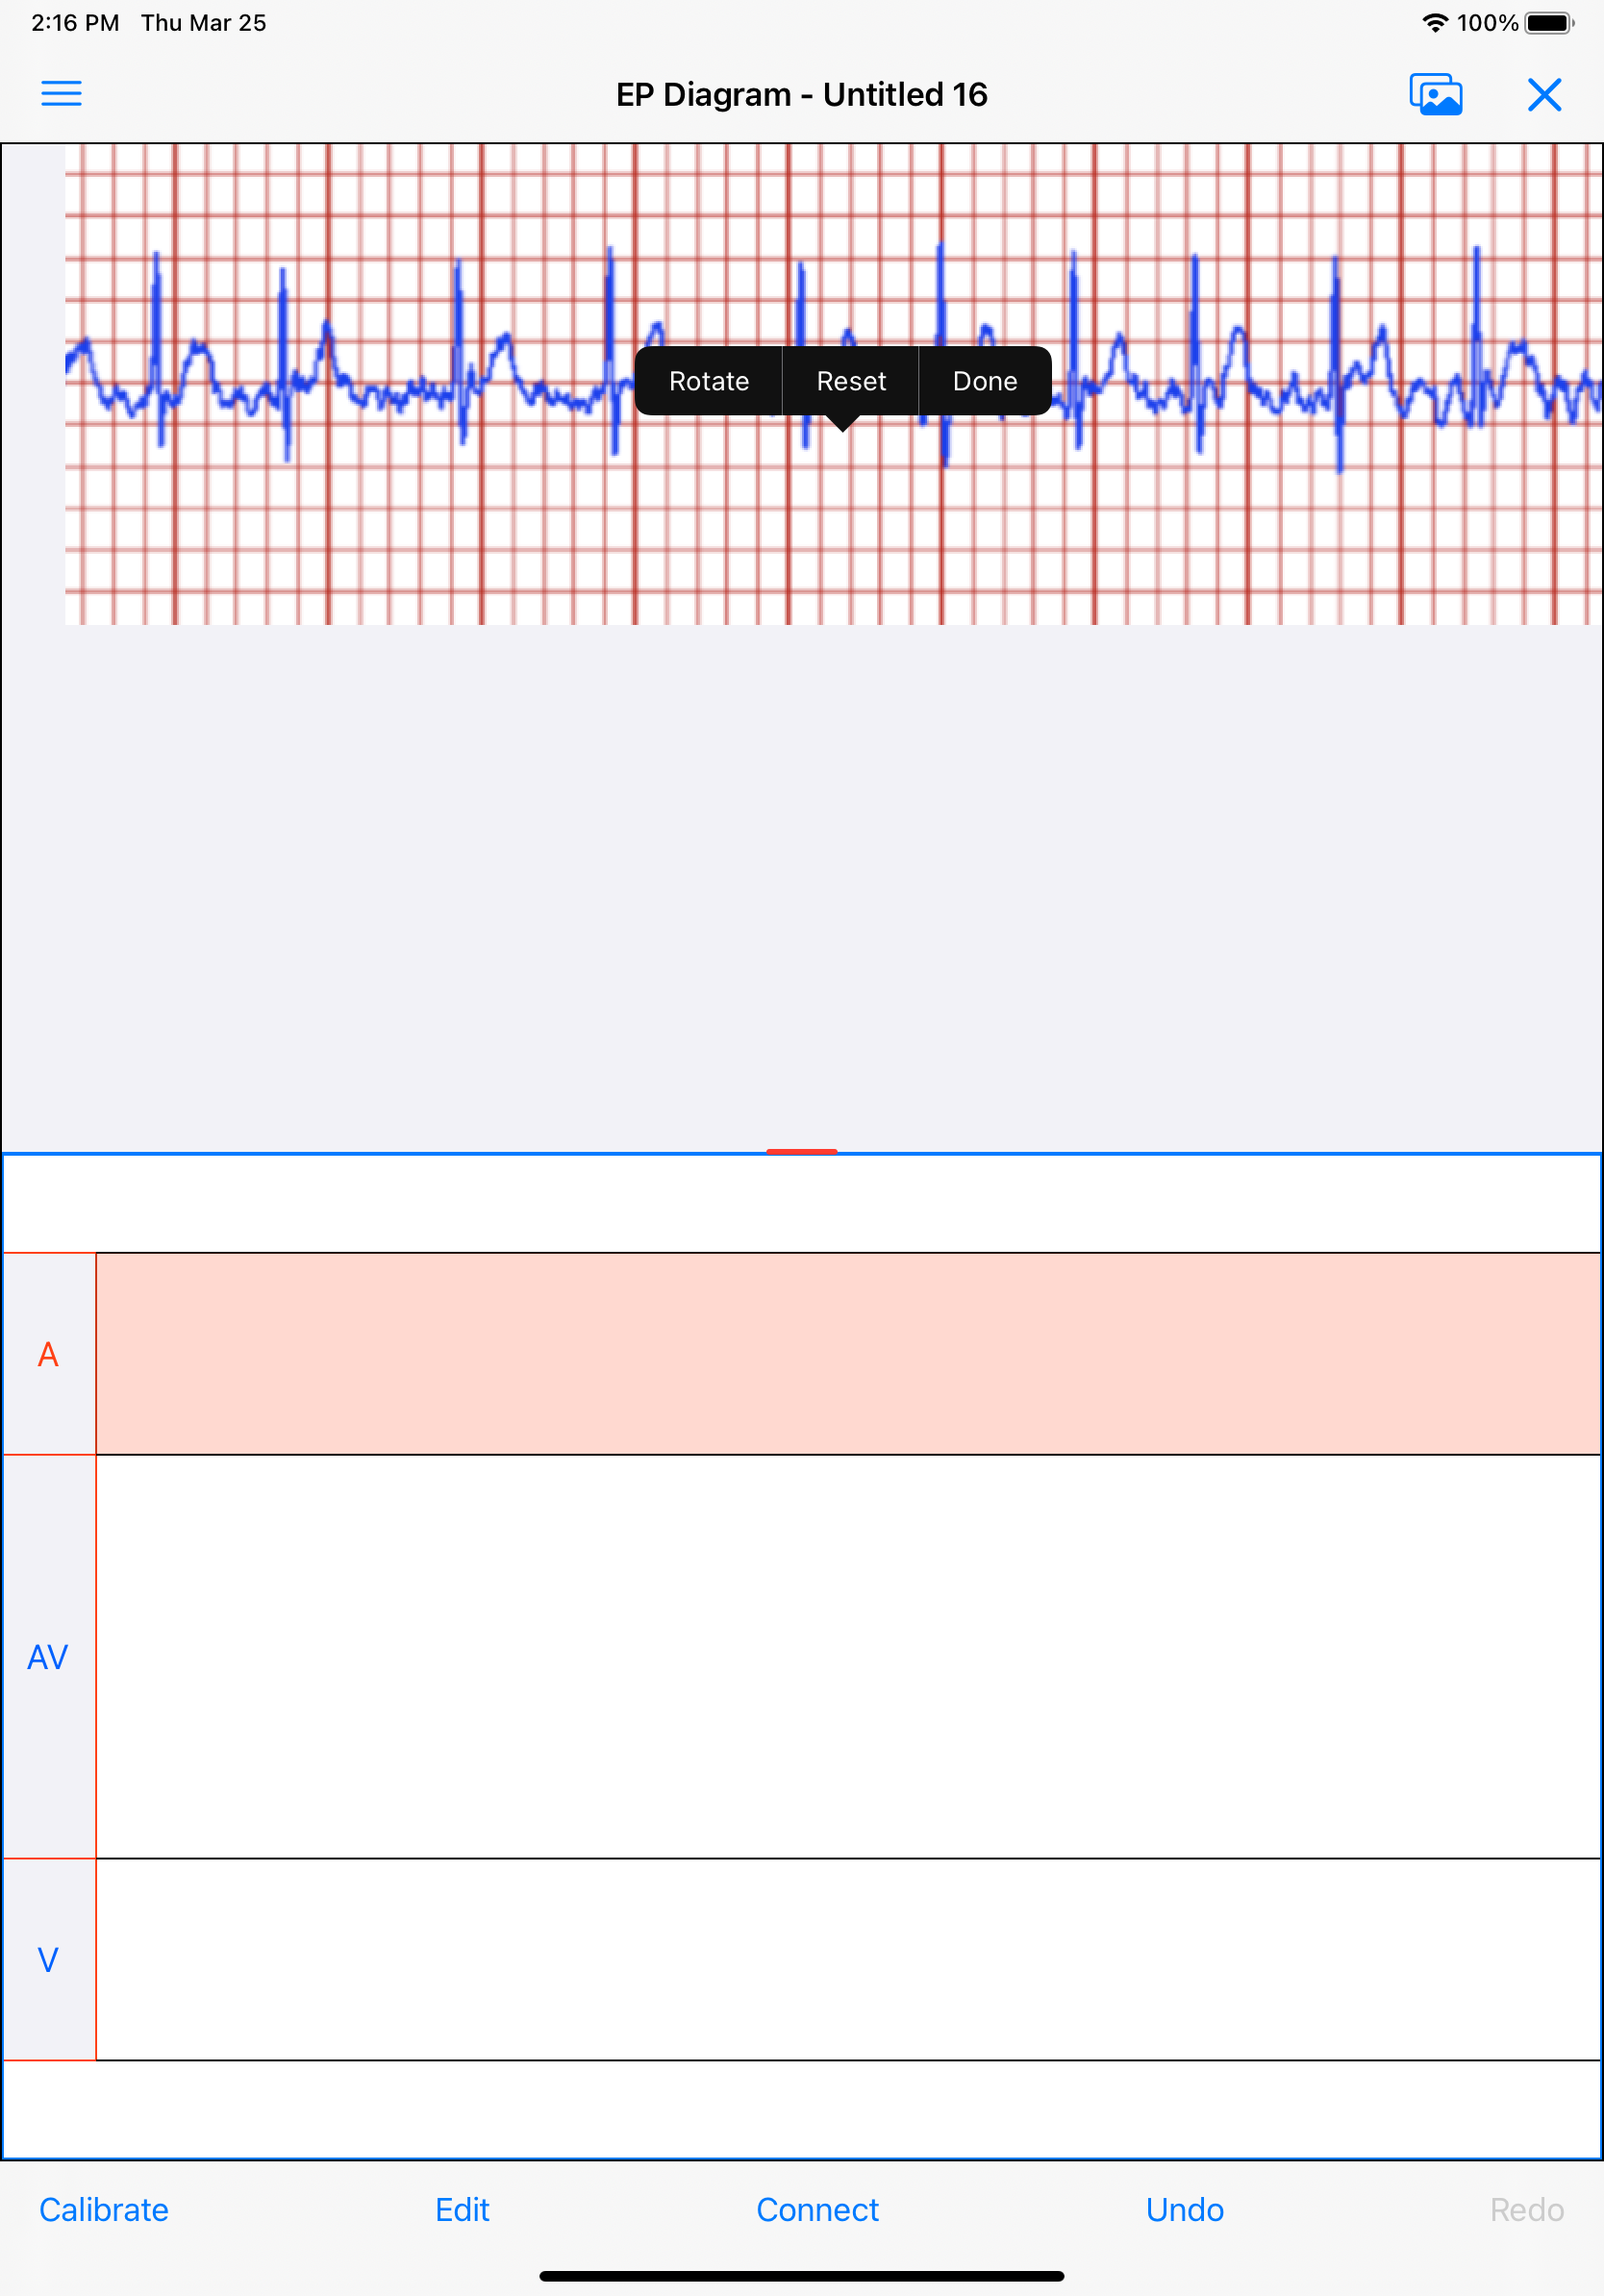 2:16 PM Thu Mar 25 100%
EP Diagram - Untitled 16
Rotate Reset Done
A
AV
V
Calibrate Edit Connect Undo Redo